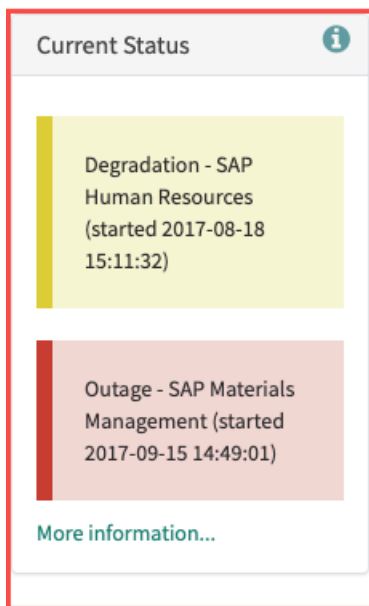 Current Status
Degradation - SAP
Human Resources
(started 2017-08-18
15:11:32)
Outage - SAP Materials
Management (started
2017-09-15 14:49:01)
More information...